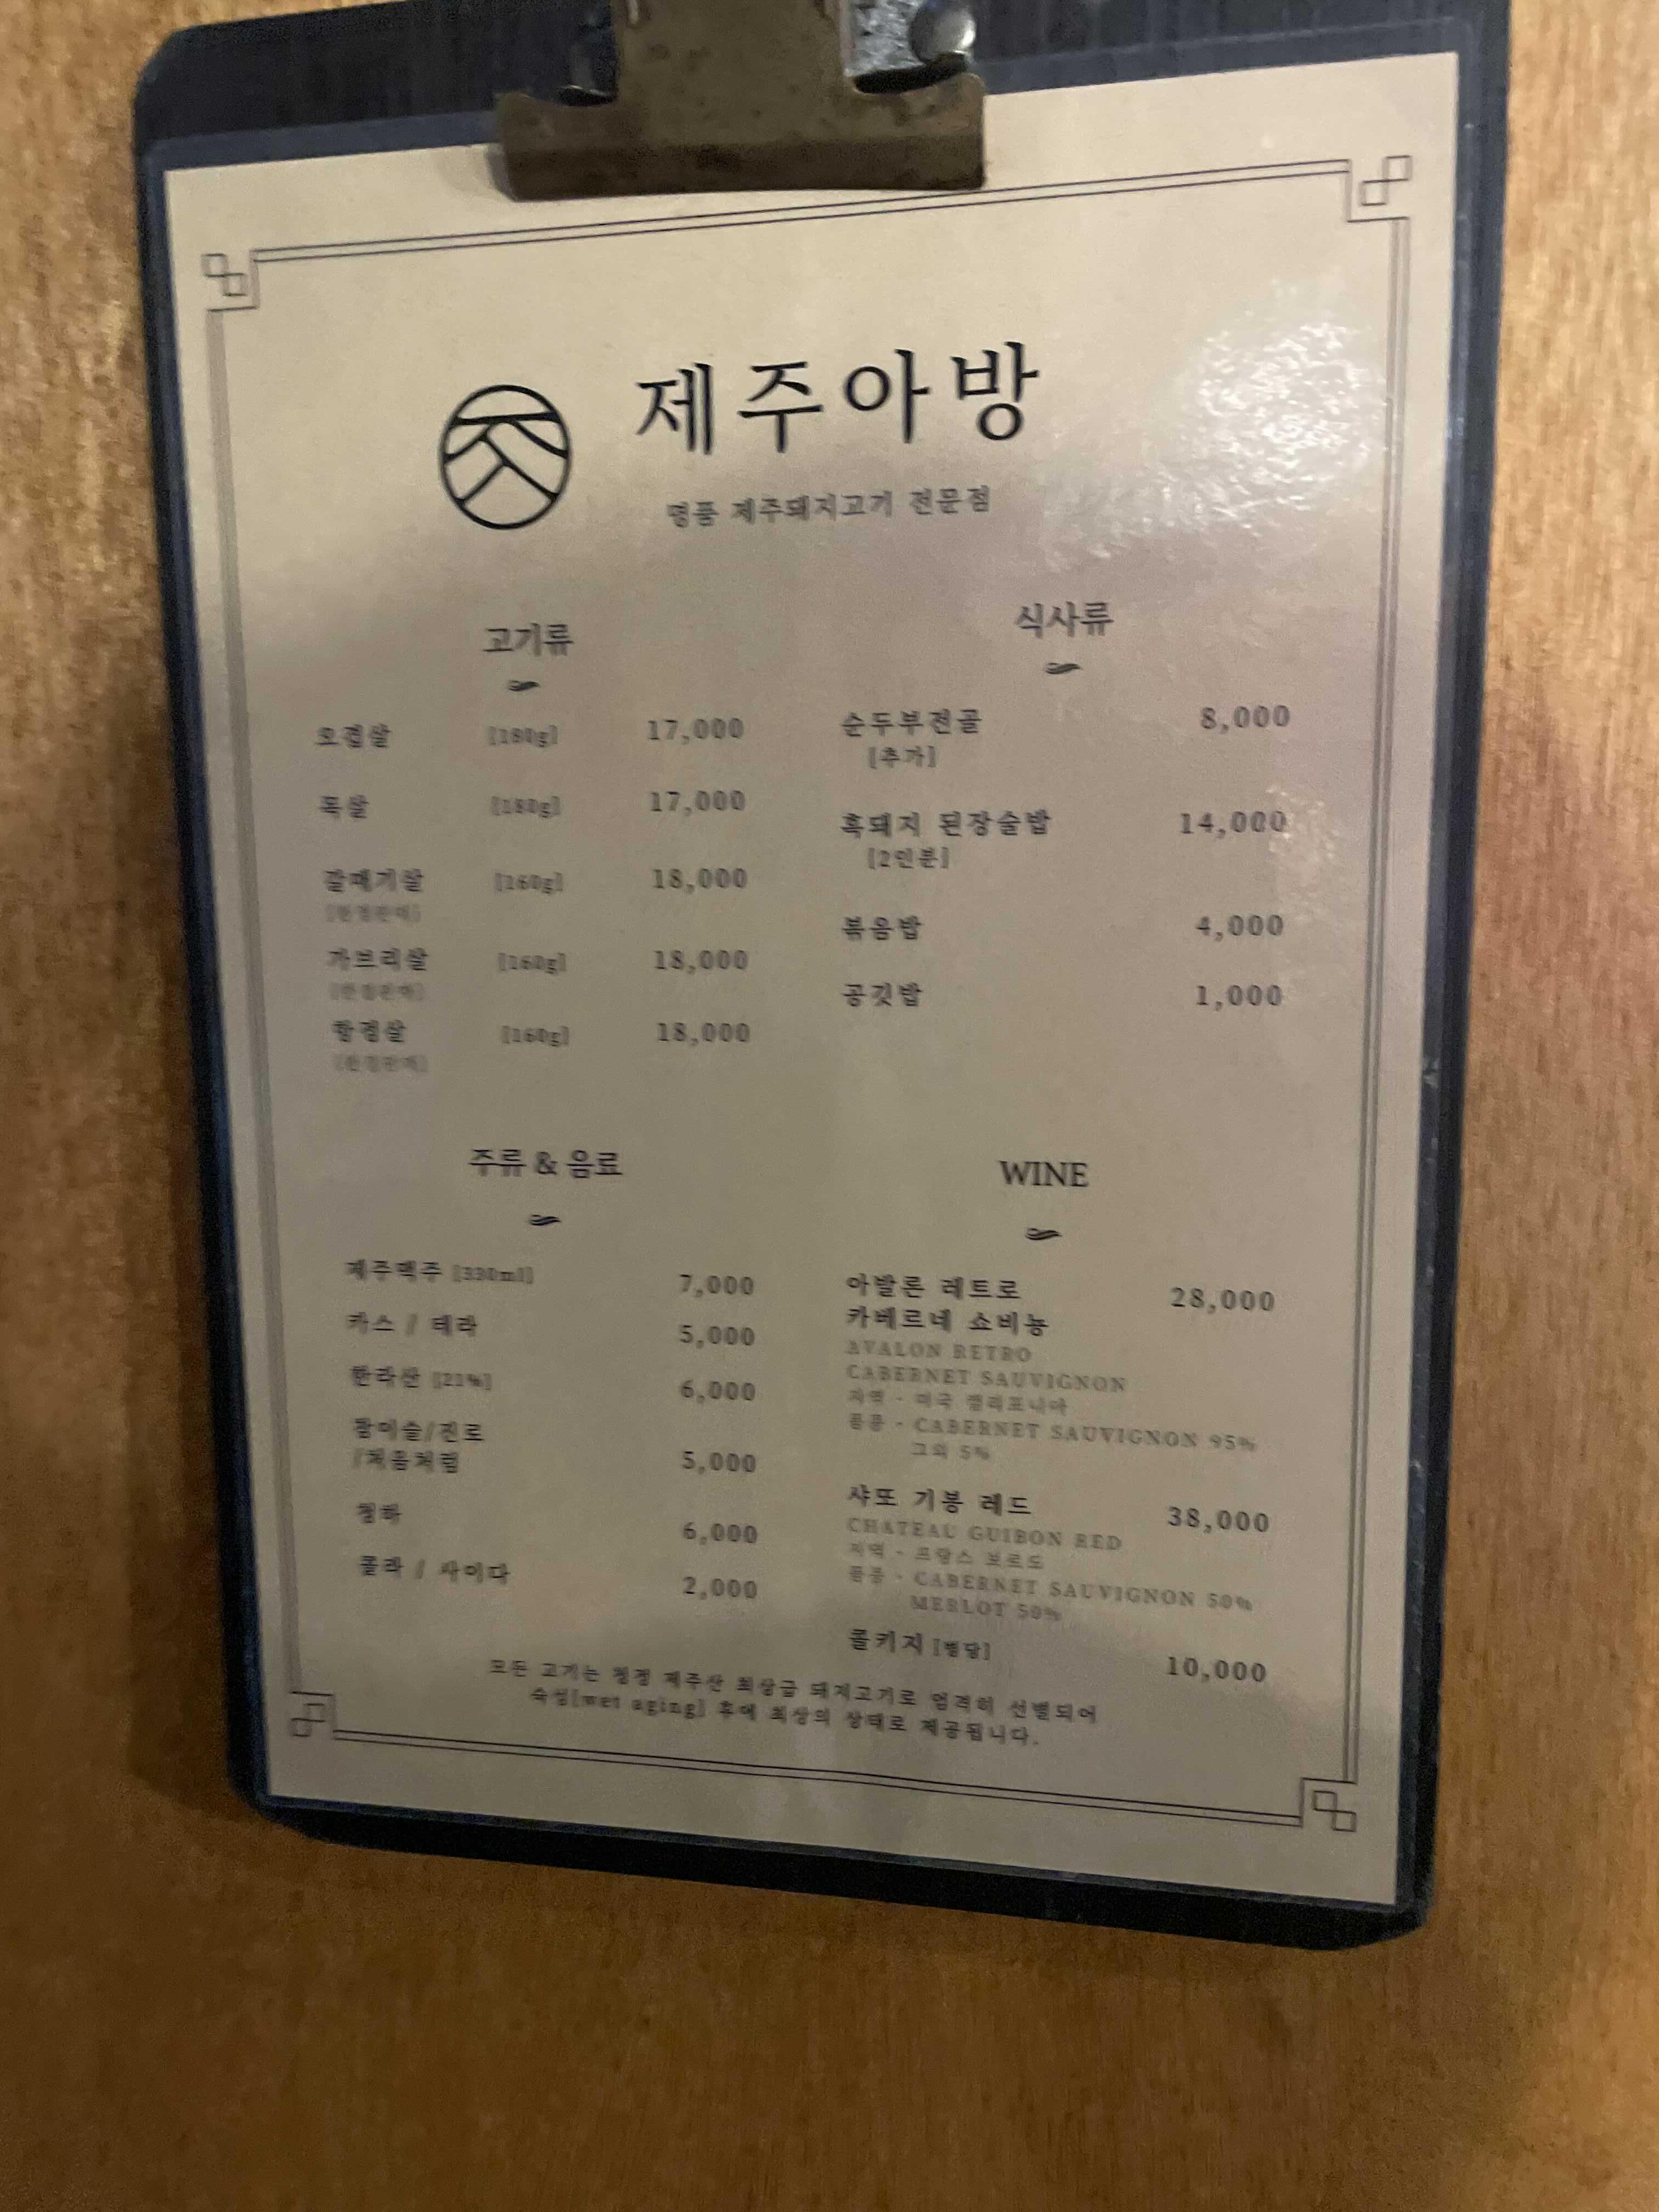 제주아방
명품 제주돼지고기 전문점
고기류
오겹살 [180g] 17,000
목살 [180g] 17,000
갈매기살 [160g] 18,000
[한정판매]
가브리살 [160g] 18,000
[한정판매]
항정살 [160g] 18,000
[한정판매]
식사류
순두부전골 8,000
[추가]
흑돼지 된장술밥 14,000
[2인분]
볶음밥 4,000
공깃밥 1,000
주류 & 음료
제주맥주 [330ml] 7,000
카스 / 테라 5,000
한라산 [21%] 6,000
참이슬/진로
/처음처럼 5,000
청하 6,000
콜라 / 사이다 2,000
WINE
아발론 레트로 28,000
카베르네 쇼비뇽
AVALON RETRO
CABERNET SAUVIGNON
지역 - 미국 캘리포니아
품종 - CABERNET SAUVIGNON 95%
그외 5%
샤또 기봉 레드 38,000
CHATEAU GUIBON RED
지역 - 프랑스 보르도
품종 - CABERNET SAUVIGNON 50%
MERLOT 50%
콜키지 [병당] 10,000
모든 고기는 청정 제주산 최상급 돼지고기로 엄격히 선별되어
숙성[wet aging] 후에 최상의 상태로 제공됩니다.